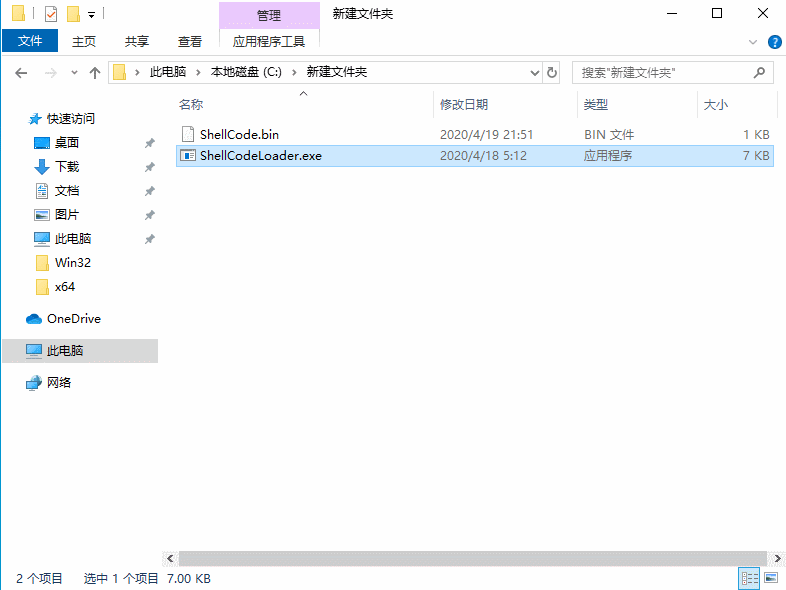 管理
新建文件夹
文件
主页
共享
查看
应用程序工具
此电脑
本地磁盘 (C:)
新建文件夹
搜索"新建文件夹"
名称
修改日期
类型
大小
快速访问
桌面
下载
文档
图片
此电脑
Win32
x64
OneDrive
此电脑
网络
ShellCode.bin 2020/4/19 21:51 BIN 文件 1 KB
ShellCodeLoader.exe 2020/4/18 5:12 应用程序 7 KB
2 个项目 选中 1 个项目 7.00 KB